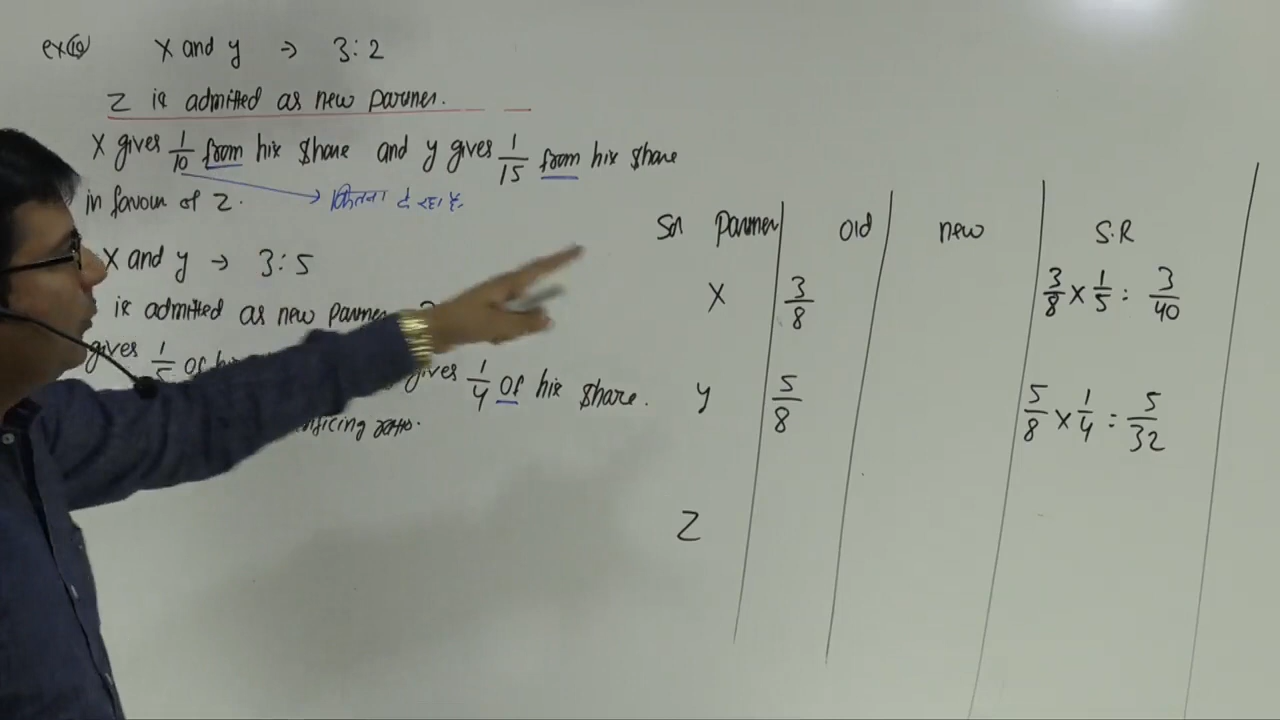 ex(19) X and y → 3:2
Z is admitted as new Partner.
X gives 1/10 from his share and y gives 1/15 from his share
in favour of Z. → कितना दे रहा है
X and y → 3:5
is admitted as new Partner
gives 1/5 of gives 1/4 of his share.
ratio.
Sol Partner old new S.R
X 3/8 3/8 × 1/5 : 3/40
y 5/8 5/8 × 1/4 : 5/32
Z